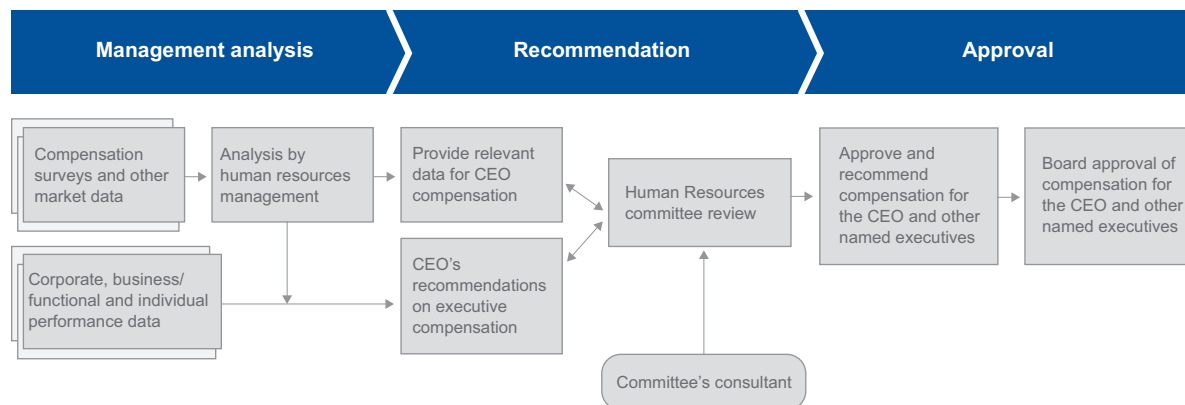 Management analysis
Recommendation
Approval
Compensation
surveys and other
market data
Analysis by
human resources
management
Provide relevant
data for CEO
compensation
Human Resources
committee review
Approve and
recommend
compensation for
the CEO and other
named executives
Board approval of
compensation for
the CEO and other
named executives
Corporate, business/
functional and individual
performance data
CEO’s
recommendations
on executive
compensation
Committee’s consultant